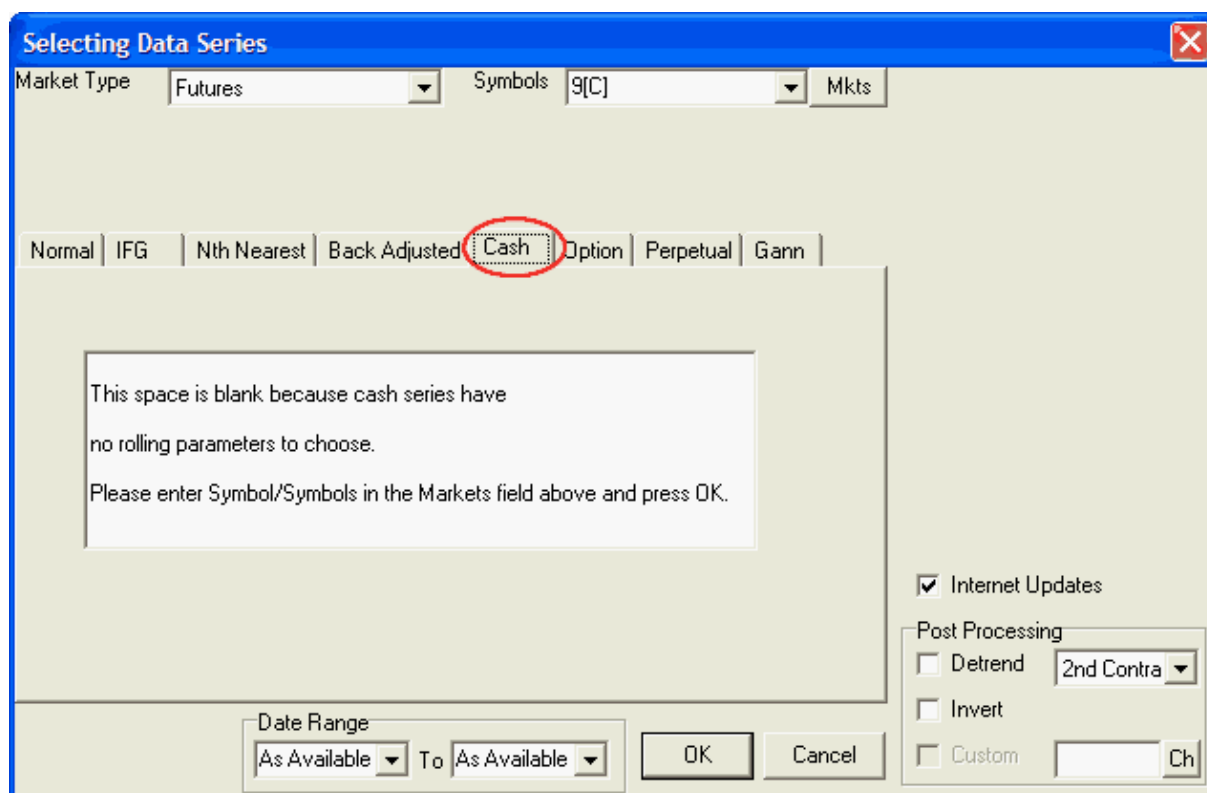 Selecting Data Series
Market Type Futures Symbols 9[C] Mkts
Normal IFG Nth Nearest Back Adjusted Cash Option Perpetual Gann
This space is blank because cash series have
no rolling parameters to choose.
Please enter Symbol/Symbols in the Markets field above and press OK.
Internet Updates
Post Processing
Detrend 2nd Contra
Invert
Custom Ch
Date Range
As Available To As Available
OK Cancel